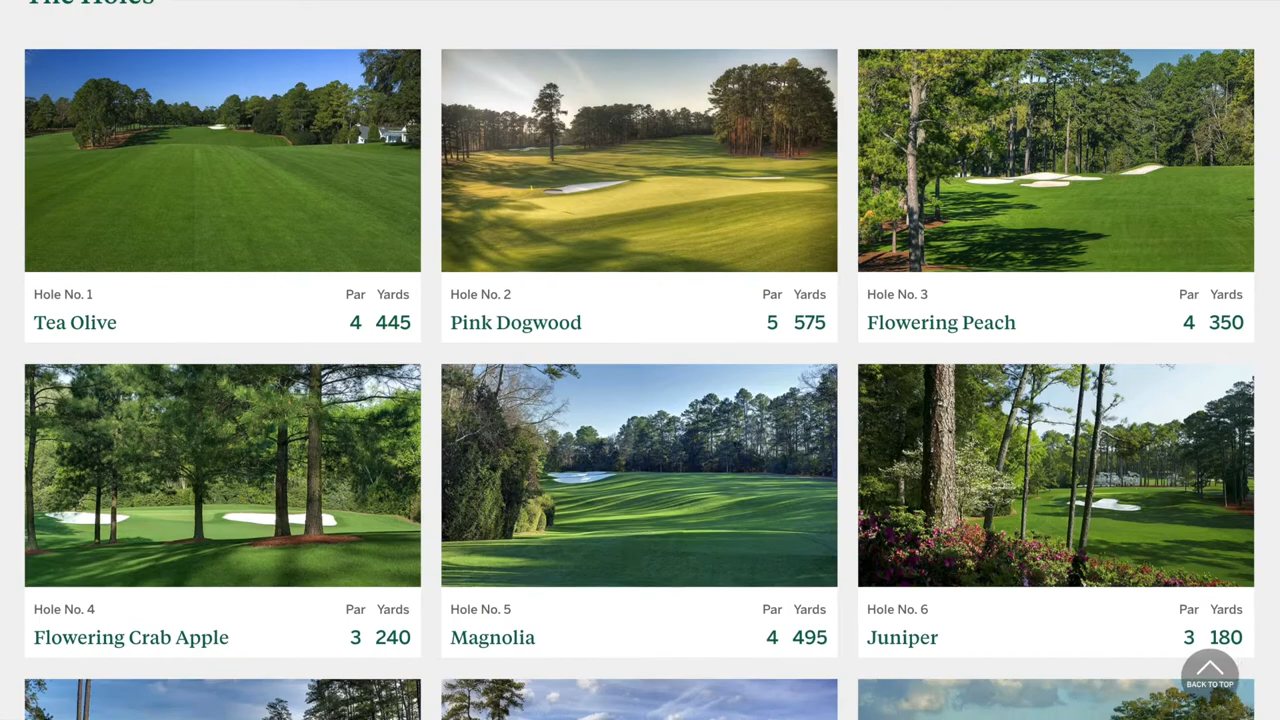 The Holes
Hole No. 1 Par Yards
Tea Olive 4 445
Hole No. 2 Par Yards
Pink Dogwood 5 575
Hole No. 3 Par Yards
Flowering Peach 4 350
Hole No. 4 Par Yards
Flowering Crab Apple 3 240
Hole No. 5 Par Yards
Magnolia 4 495
Hole No. 6 Par Yards
Juniper 3 180
BACK TO TOP